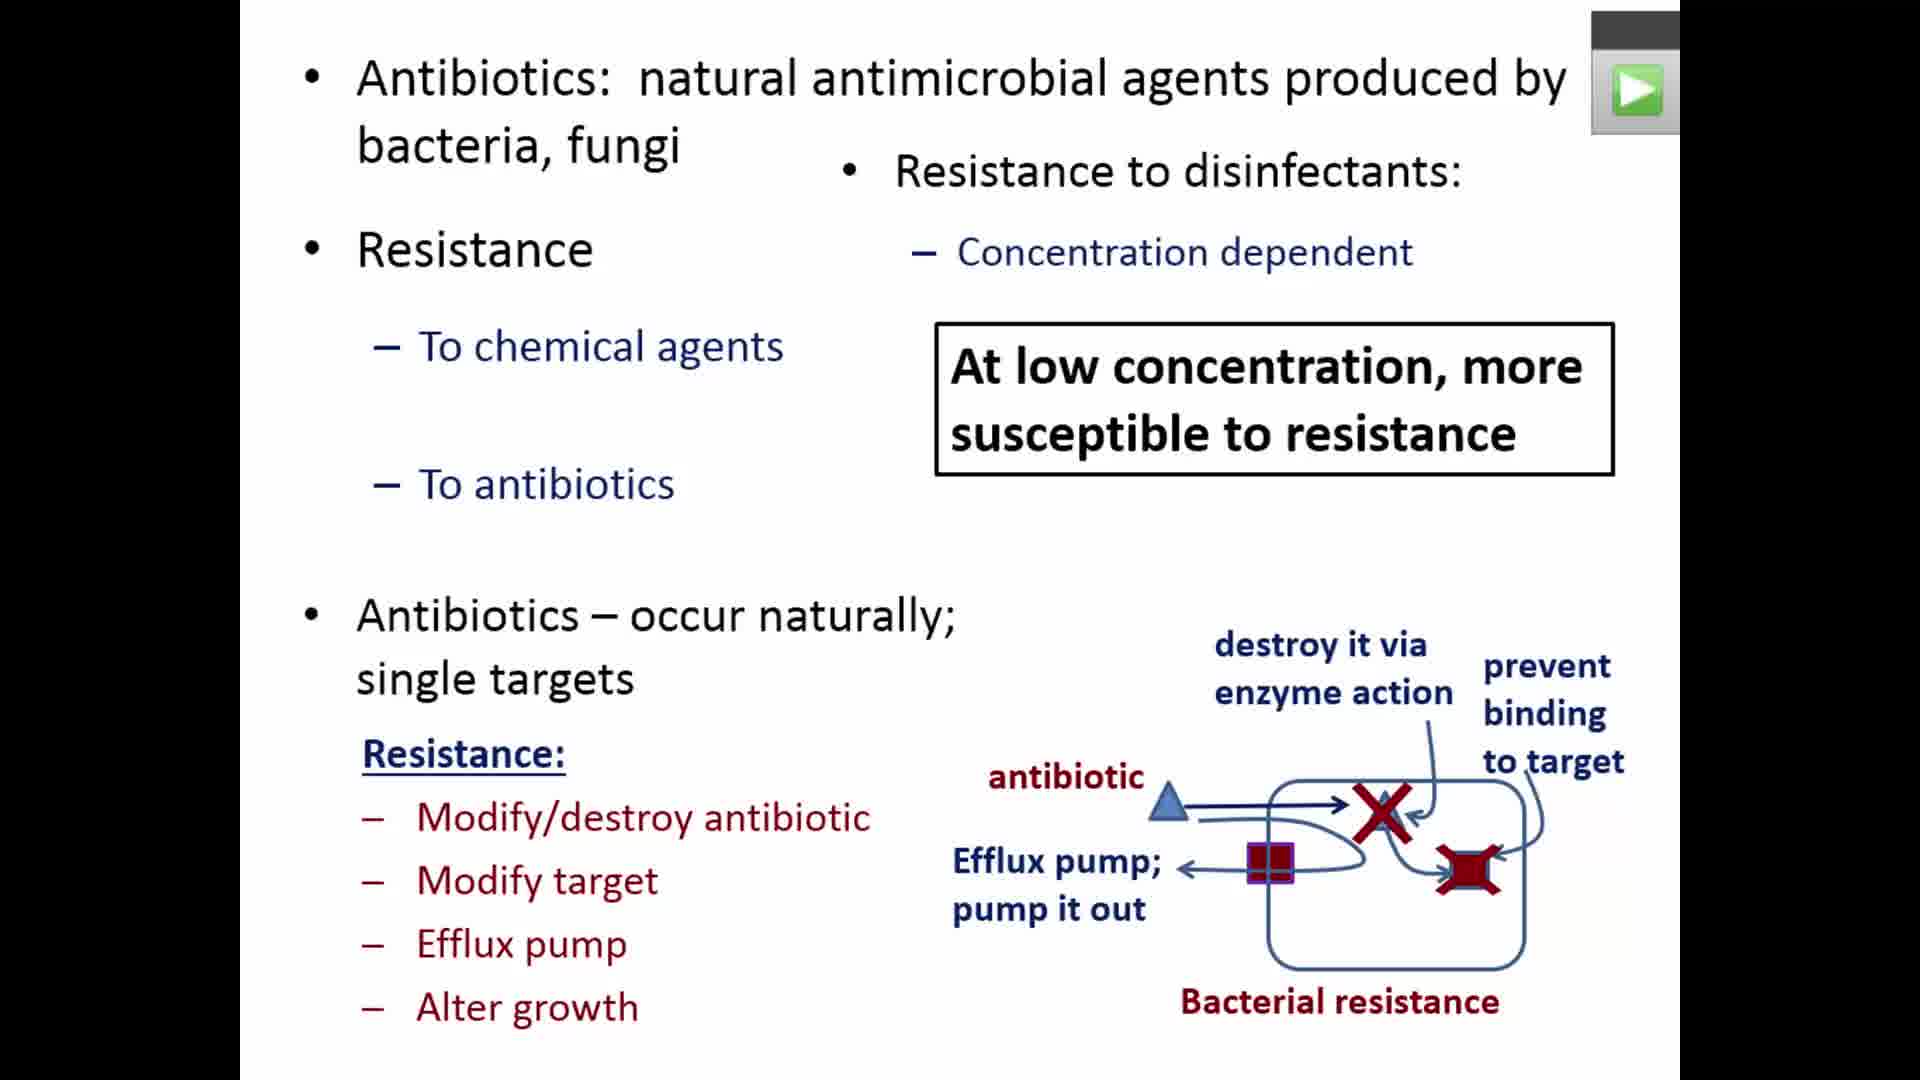 • Antibiotics: natural antimicrobial agents produced by
bacteria, fungi
• Resistance to disinfectants:
– Concentration dependent
At low concentration, more
susceptible to resistance
• Resistance
– To chemical agents
– To antibiotics
• Antibiotics – occur naturally;
single targets
Resistance:
– Modify/destroy antibiotic
– Modify target
– Efflux pump
– Alter growth
destroy it via
enzyme action
prevent
binding
to target
antibiotic
Efflux pump;
pump it out
Bacterial resistance